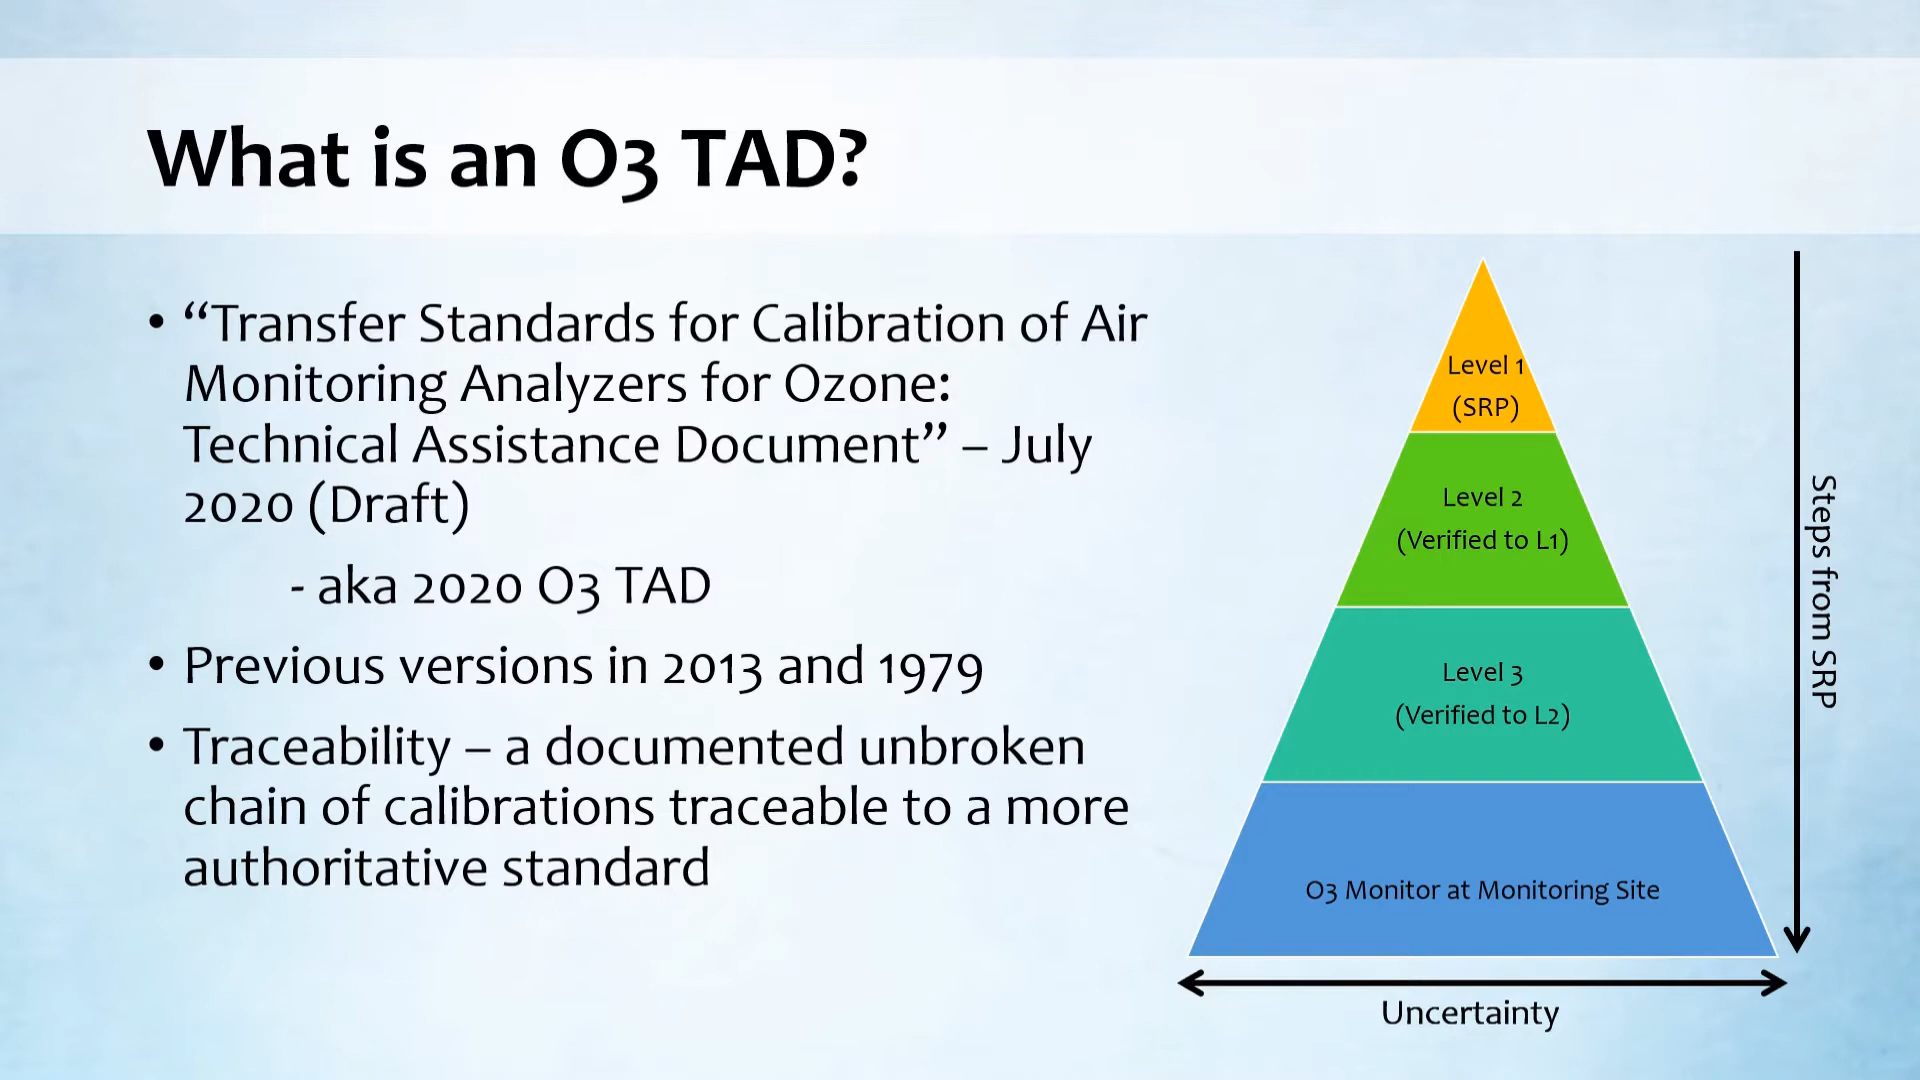 What is an O3 TAD?
• “Transfer Standards for Calibration of Air
Monitoring Analyzers for Ozone:
Technical Assistance Document” – July
2020 (Draft)
- aka 2020 O3 TAD
• Previous versions in 2013 and 1979
• Traceability – a documented unbroken
chain of calibrations traceable to a more
authoritative standard
Level 1
(SRP)
Level 2
(Verified to L1)
Level 3
(Verified to L2)
O3 Monitor at Monitoring Site
Steps from SRP
Uncertainty